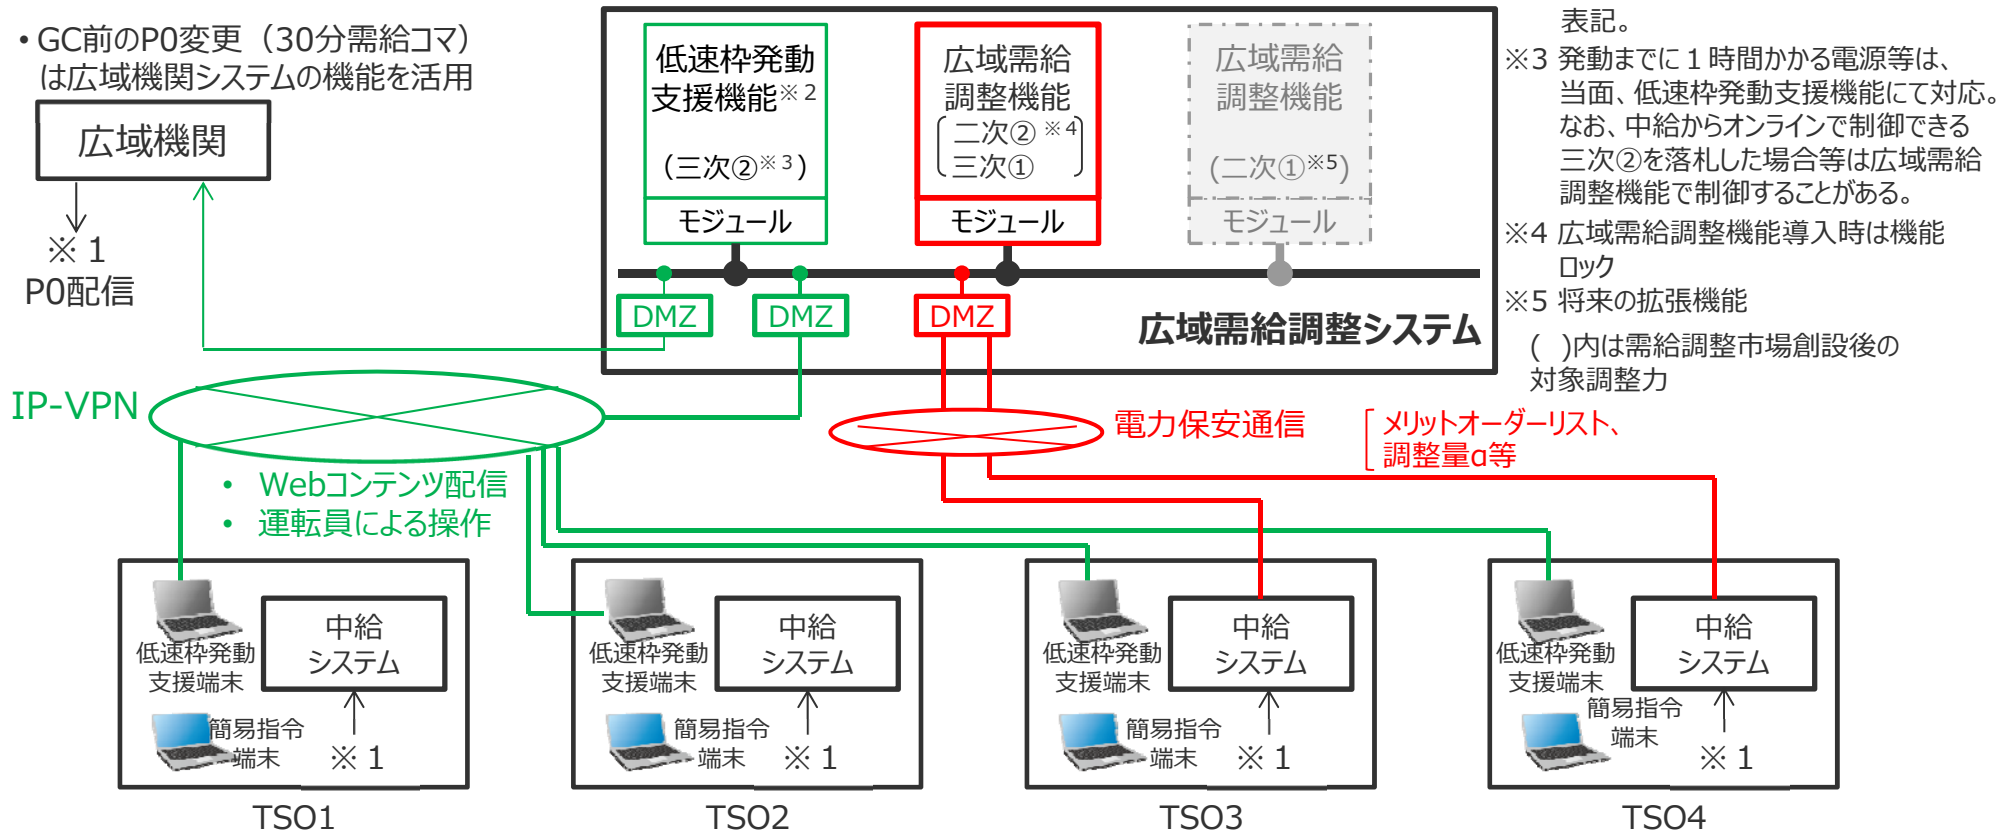 • GC前のP0変更（30分需給コマ）
は広域機関システムの機能を活用
広域機関
※１
P0配信
低速枠発動
支援機能※２
（三次②※３）
モジュール
広域需給
調整機能
二次②※４
三次①
モジュール
広域需給
調整機能
(二次①※5)
モジュール
DMZ
DMZ
DMZ
広域需給調整システム
表記。
※3 発動までに１時間かかる電源等は、
当面、低速枠発動支援機能にて対応。
なお、中給からオンラインで制御できる
三次②を落札した場合等は広域需給
調整機能で制御することがある。
※4 広域需給調整機能導入時は機能
ロック
※5 将来の拡張機能
(　)内は需給調整市場創設後の
対象調整力
IP-VPN
電力保安通信
メリットオーダーリスト、
調整量α等
• Webコンテンツ配信
• 運転員による操作
低速枠発動
支援端末
中給
システム
簡易指令
端末
※１
TSO1
低速枠発動
支援端末
中給
システム
簡易指令
端末
※１
TSO2
低速枠発動
支援端末
中給
システム
簡易指令
端末
※１
TSO3
低速枠発動
支援端末
中給
システム
簡易指令
端末
※１
TSO4